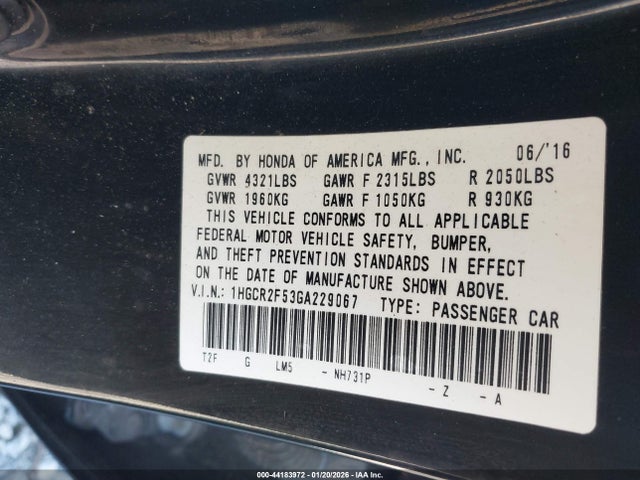 MFD. BY HONDA OF AMERICA MFG., INC. 06/'16
GVWR 4321LBS GAWR F 2315LBS R 2050LBS
GVWR 1960KG GAWR F 1050KG R 930KG
THIS VEHICLE CONFORMS TO ALL APPLICABLE
FEDERAL MOTOR VEHICLE SAFETY, BUMPER,
AND THEFT PREVENTION STANDARDS IN EFFECT
ON THE DATE OF MANUFACTURE SHOWN ABOVE.
V.I.N.: 1HGCR2F53GA229067 TYPE: PASSENGER CAR
T2F G LM5 - NH731P - Z - A
000-44183972 | 01/20/2026 - IAAI.COM